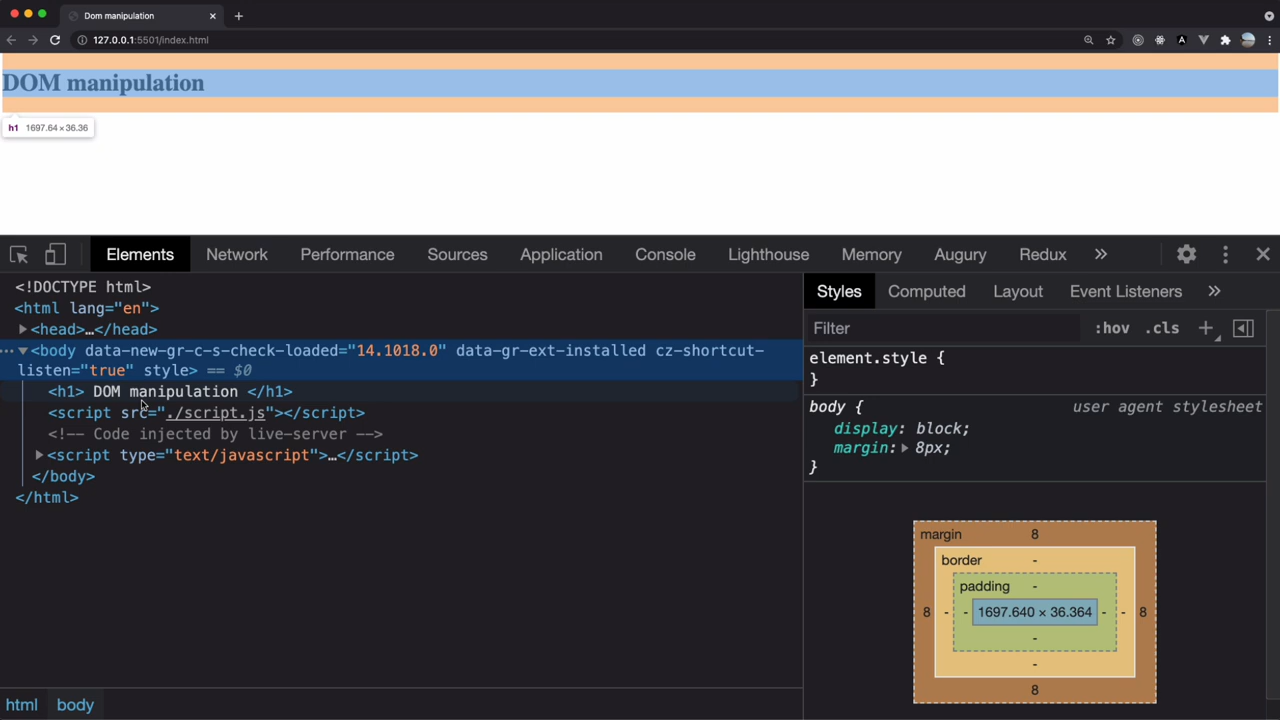 Dom manipulation
127.0.0.1:5501/index.html
DOM manipulation
h1 1697.64 × 36.36
Elements Network Performance Sources Application Console Lighthouse Memory Augury Redux »
<!DOCTYPE html>
<html lang="en">
<head>…</head>
<body data-new-gr-c-s-check-loaded="14.1018.0" data-gr-ext-installed cz-shortcut-
listen="true" style> == $0
<h1> DOM manipulation </h1>
<script src="./script.js"></script>
<!-- Code injected by live-server -->
<script type="text/javascript">…</script>
</body>
</html>
html body
Styles Computed Layout Event Listeners »
Filter :hov .cls +
element.style {
}
body { user agent stylesheet
display: block;
margin: 8px;
}
margin 8
border -
padding -
8 - - 1697.640 × 36.364 - - 8
-
-
8